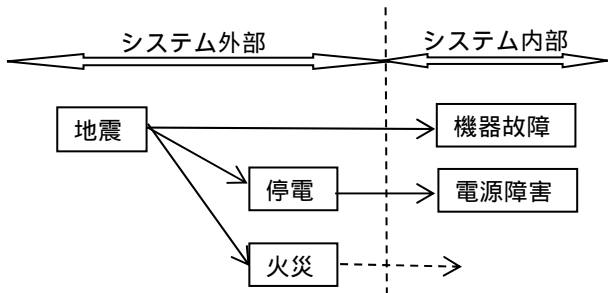 システム外部
システム内部
地震
機器故障
停電
電源障害
火災